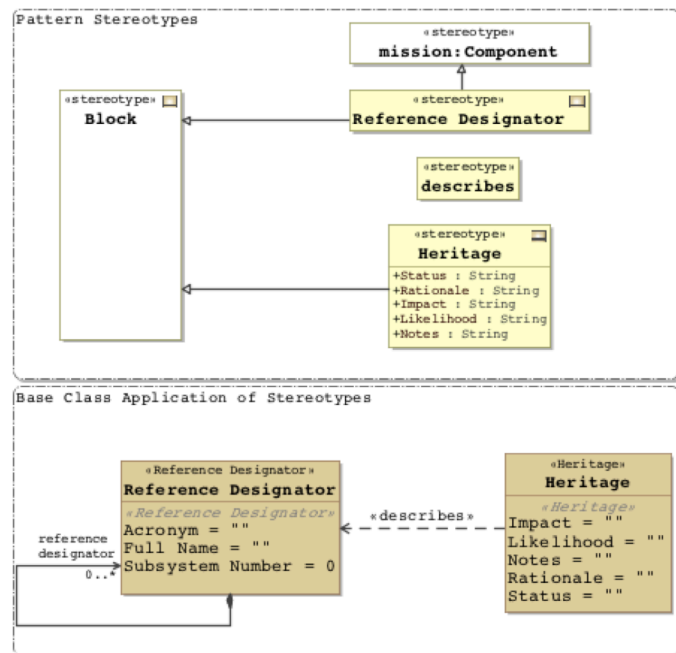 Pattern Stereotypes
«stereotype»
mission:Component
«stereotype»
Block
«stereotype»
Reference Designator
«stereotype»
describes
«stereotype»
Heritage
+Status : String
+Rationale : String
+Impact : String
+Likelihood : String
+Notes : String
Base Class Application of Stereotypes
«Reference Designator»
Reference Designator
«Reference Designator»
Acronym = ""
Full Name = ""
Subsystem Number = 0
reference
designator
0..*
«describes»
«Heritage»
Heritage
«Heritage»
Impact = ""
Likelihood = ""
Notes = ""
Rationale = ""
Status = ""